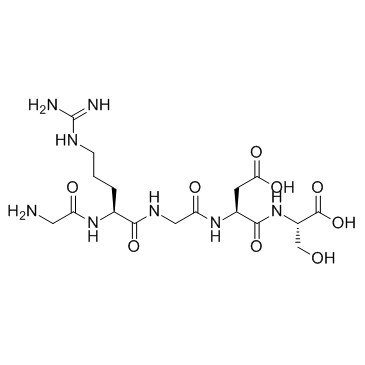 H2N NH
HN
O
O H O OH O
H2N N N OH
N H O N H O
H O H O OH